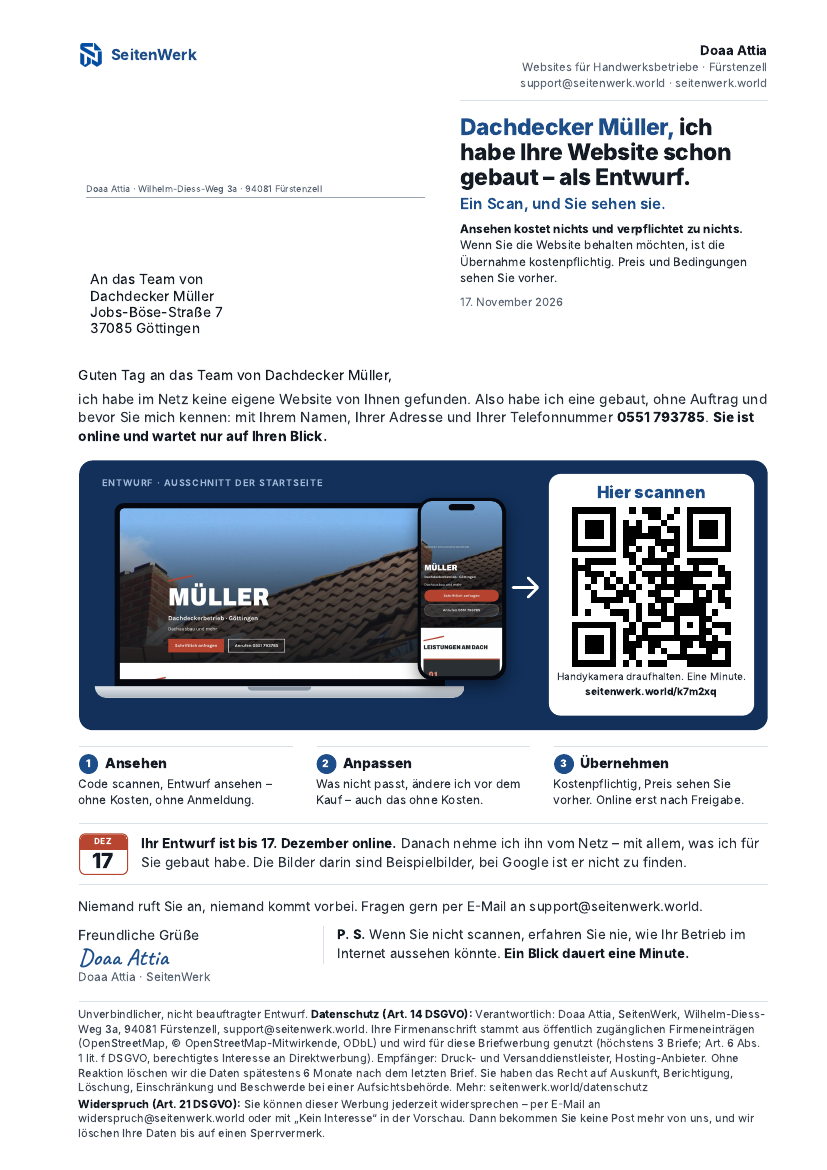 SeitenWerk
Doaa Attia
Websites für Handwerksbetriebe · Fürstenzell
support@seitenwerk.world · seitenwerk.world
Dachdecker Müller, ich
habe Ihre Website schon
gebaut – als Entwurf.
Ein Scan, und Sie sehen sie.
Ansehen kostet nichts und verpflichtet zu nichts.
Wenn Sie die Website behalten möchten, ist die
Übernahme kostenpflichtig. Preis und Bedingungen
sehen Sie vorher.
17. November 2026
Doaa Attia · Wilhelm-Diess-Weg 3a · 94081 Fürstenzell
An das Team von
Dachdecker Müller
Jobs-Böse-Straße 7
37085 Göttingen
Guten Tag an das Team von Dachdecker Müller,
ich habe im Netz keine eigene Website von Ihnen gefunden. Also habe ich eine gebaut, ohne Auftrag und
bevor Sie mich kennen: mit Ihrem Namen, Ihrer Adresse und Ihrer Telefonnummer 0551 793785. Sie ist
online und wartet nur auf Ihren Blick.
ENTWURF · AUSSCHNITT DER STARTSEITE
MÜLLER
Dachdeckerbetrieb · Göttingen
Dachausbau und mehr
Schriftlich anfragen
Anrufen 0551 793785
MÜLLER
Dachdeckerbetrieb · Göttingen
Dachausbau und mehr
Schriftlich anfragen
Anrufen 0551 793785
LEISTUNGEN AM DACH
01
Hier scannen
Handykamera draufhalten. Eine Minute.
seitenwerk.world/k7m2xq
1 Ansehen
Code scannen, Entwurf ansehen –
ohne Kosten, ohne Anmeldung.
2 Anpassen
Was nicht passt, ändere ich vor dem
Kauf – auch das ohne Kosten.
3 Übernehmen
Kostenpflichtig, Preis sehen Sie
vorher. Online erst nach Freigabe.
DEZ
17
Ihr Entwurf ist bis 17. Dezember online. Danach nehme ich ihn vom Netz – mit allem, was ich für
Sie gebaut habe. Die Bilder darin sind Beispielbilder, bei Google ist er nicht zu finden.
Niemand ruft Sie an, niemand kommt vorbei. Fragen gern per E-Mail an support@seitenwerk.world.
Freundliche Grüße
Doaa Attia
Doaa Attia · SeitenWerk
P. S. Wenn Sie nicht scannen, erfahren Sie nie, wie Ihr Betrieb im
Internet aussehen könnte. Ein Blick dauert eine Minute.
Unverbindlicher, nicht beauftragter Entwurf. Datenschutz (Art. 14 DSGVO): Verantwortlich: Doaa Attia, SeitenWerk, Wilhelm-Diess-
Weg 3a, 94081 Fürstenzell, support@seitenwerk.world. Ihre Firmenanschrift stammt aus öffentlich zugänglichen Firmeneinträgen
(OpenStreetMap, © OpenStreetMap-Mitwirkende, ODbL) und wird für diese Briefwerbung genutzt (höchstens 3 Briefe; Art. 6 Abs.
1 lit. f DSGVO, berechtigtes Interesse an Direktwerbung). Empfänger: Druck- und Versanddienstleister, Hosting-Anbieter. Ohne
Reaktion löschen wir die Daten spätestens 6 Monate nach dem letzten Brief. Sie haben das Recht auf Auskunft, Berichtigung,
Löschung, Einschränkung und Beschwerde bei einer Aufsichtsbehörde. Mehr: seitenwerk.world/datenschutz
Widerspruch (Art. 21 DSGVO): Sie können dieser Werbung jederzeit widersprechen – per E-Mail an
widerspruch@seitenwerk.world oder mit „Kein Interesse“ in der Vorschau. Dann bekommen Sie keine Post mehr von uns, und wir
löschen Ihre Daten bis auf einen Sperrvermerk.